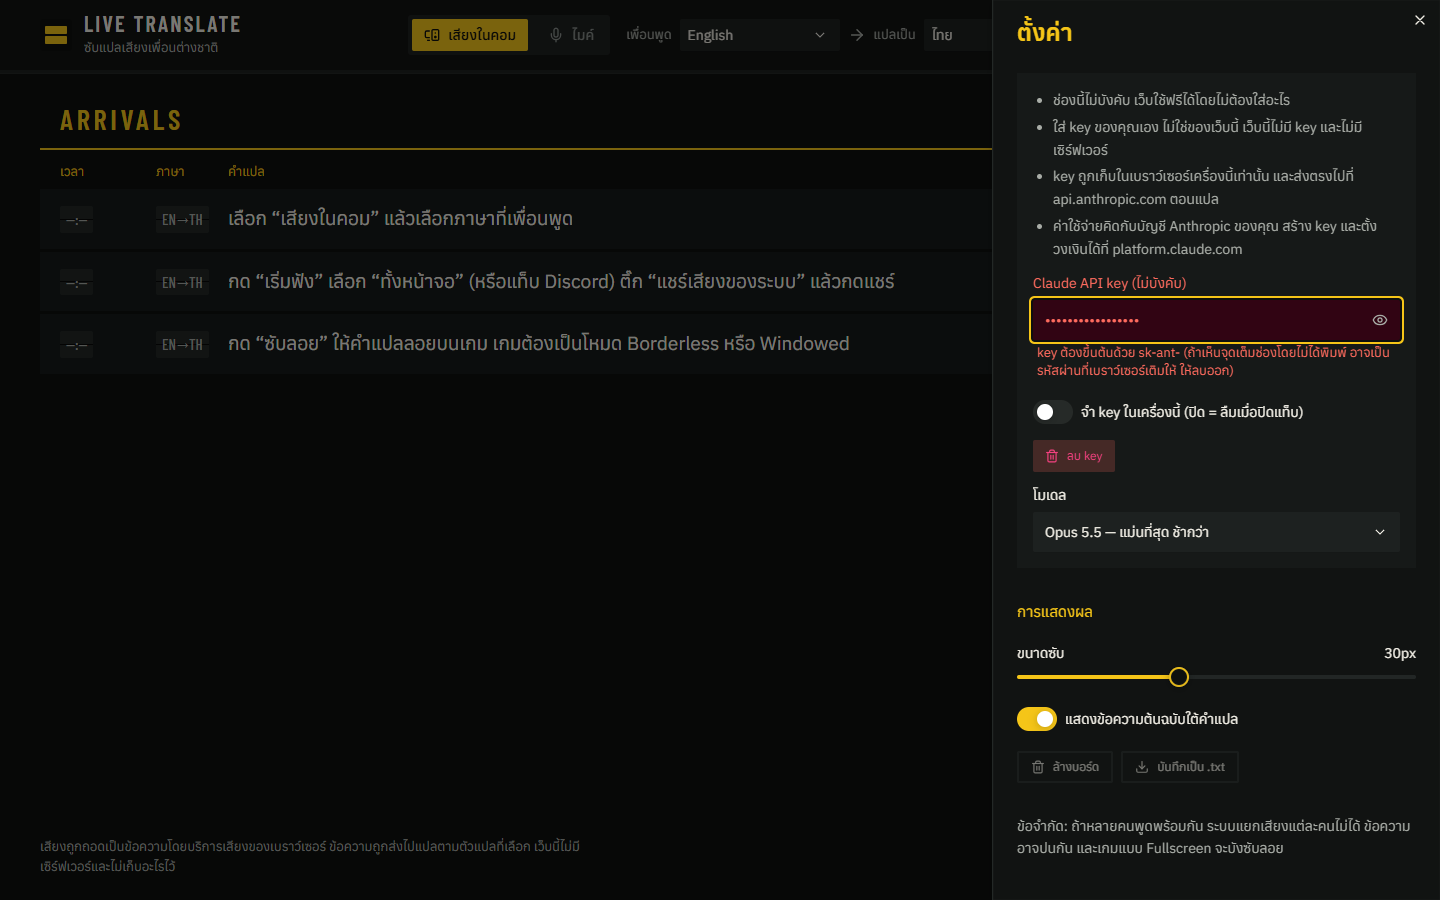 LIVE TRANSLATE
ซับแปลเสียงเพื่อนต่างชาติ
เสียงในคอม
ไมค์
เพื่อนพูด
English
แปลเป็น
ไทย
ARRIVALS
เวลา ภาษา คำแปล
—:— EN→TH เลือก “เสียงในคอม” แล้วเลือกภาษาที่เพื่อนพูด
—:— EN→TH กด “เริ่มฟัง” เลือก “ทั้งหน้าจอ” (หรือแท็บ Discord) ติ๊ก “แชร์เสียงของระบบ” แล้วกดแชร์
—:— EN→TH กด “ซับลอย” ให้คำแปลลอยบนเกม เกมต้องเป็นโหมด Borderless หรือ Windowed
เสียงถูกถอดเป็นข้อความโดยบริการเสียงของเบราว์เซอร์ ข้อความถูกส่งไปแปลตามตัวแปลที่เลือก เว็บนี้ไม่มี
เซิร์ฟเวอร์และไม่เก็บอะไรไว้
ตั้งค่า
• ช่องนี้ไม่บังคับ เว็บใช้ฟรีได้โดยไม่ต้องใส่อะไร
• ใส่ key ของคุณเอง ไม่ใช่ของเว็บนี้ เว็บนี้ไม่มี key และไม่มี
เซิร์ฟเวอร์
• key ถูกเก็บในเบราว์เซอร์เครื่องนี้เท่านั้น และส่งตรงไปที่
api.anthropic.com ตอนแปล
• ค่าใช้จ่ายคิดกับบัญชี Anthropic ของคุณ สร้าง key และตั้ง
วงเงินได้ที่ platform.claude.com
Claude API key (ไม่บังคับ)
•••••••••••••••••
key ต้องขึ้นต้นด้วย sk-ant- (ถ้าเห็นจุดเต็มช่องโดยไม่ได้พิมพ์ อาจเป็น
รหัสผ่านที่เบราว์เซอร์เติมให้ ให้ลบออก)
จำ key ในเครื่องนี้ (ปิด = ลืมเมื่อปิดแท็บ)
ลบ key
โมเดล
Opus 5.5 — แม่นที่สุด ช้ากว่า
การแสดงผล
ขนาดซับ 30px
แสดงข้อความต้นฉบับใต้คำแปล
ล้างบอร์ด
บันทึกเป็น .txt
ข้อจำกัด: ถ้าหลายคนพูดพร้อมกัน ระบบแยกเสียงแต่ละคนไม่ได้ ข้อความ
อาจปนกัน และเกมแบบ Fullscreen จะบังซับลอย